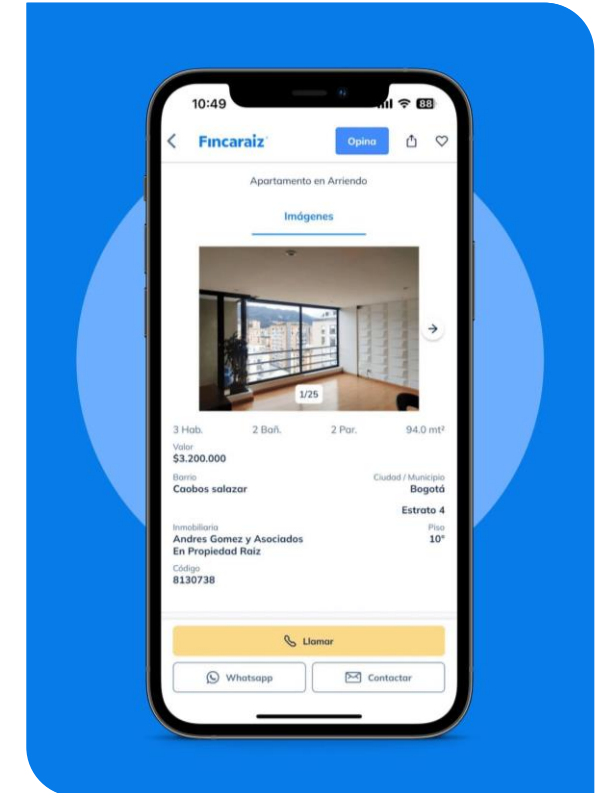 10:49
88
Fincaraiz
Opina
Apartamento en Arriendo
Imágenes
1/25
3 Hab. 2 Bañ. 2 Par. 94.0 mt²
Valor
$3.200.000
Barrio Ciudad / Municipio
Caobos salazar Bogotá
Estrato 4
Inmobiliaria Piso
Andres Gomez y Asociados 10°
En Propiedad Raiz
Código
8130738
Llamar
Whatsapp Contactar